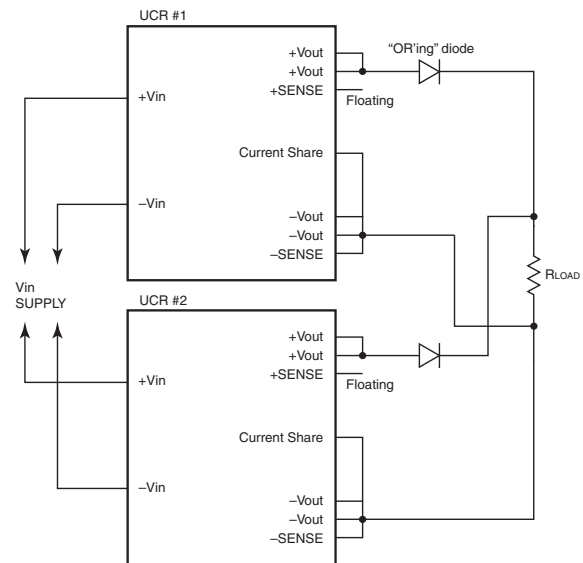 UCR #1
+Vout
+Vout
"OR'ing" diode
+SENSE
Floating
+Vin
Current Share
–Vin
–Vout
–Vout
–SENSE
RLOAD
Vin
SUPPLY
UCR #2
+Vout
+Vout
+SENSE
Floating
+Vin
Current Share
–Vin
–Vout
–Vout
–SENSE